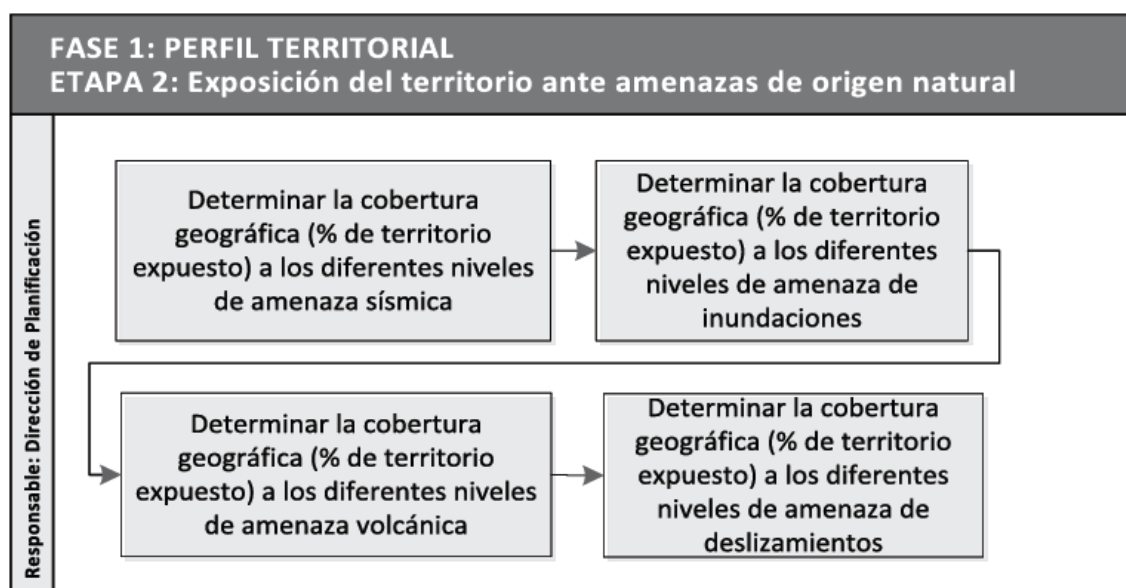 FASE 1: PERFIL TERRITORIAL
ETAPA 2: Exposición del territorio ante amenazas de origen natural
Responsable: Dirección de Planificación
Determinar la cobertura
geográfica (% de territorio
expuesto) a los diferentes niveles
de amenaza sísmica
Determinar la cobertura
geográfica (% de territorio
expuesto) a los diferentes
niveles de amenaza de
inundaciones
Determinar la cobertura
geográfica (% de territorio
expuesto) a los diferentes niveles
de amenaza volcánica
Determinar la cobertura
geográfica (% de territorio
expuesto) a los diferentes
niveles de amenaza de
deslizamientos